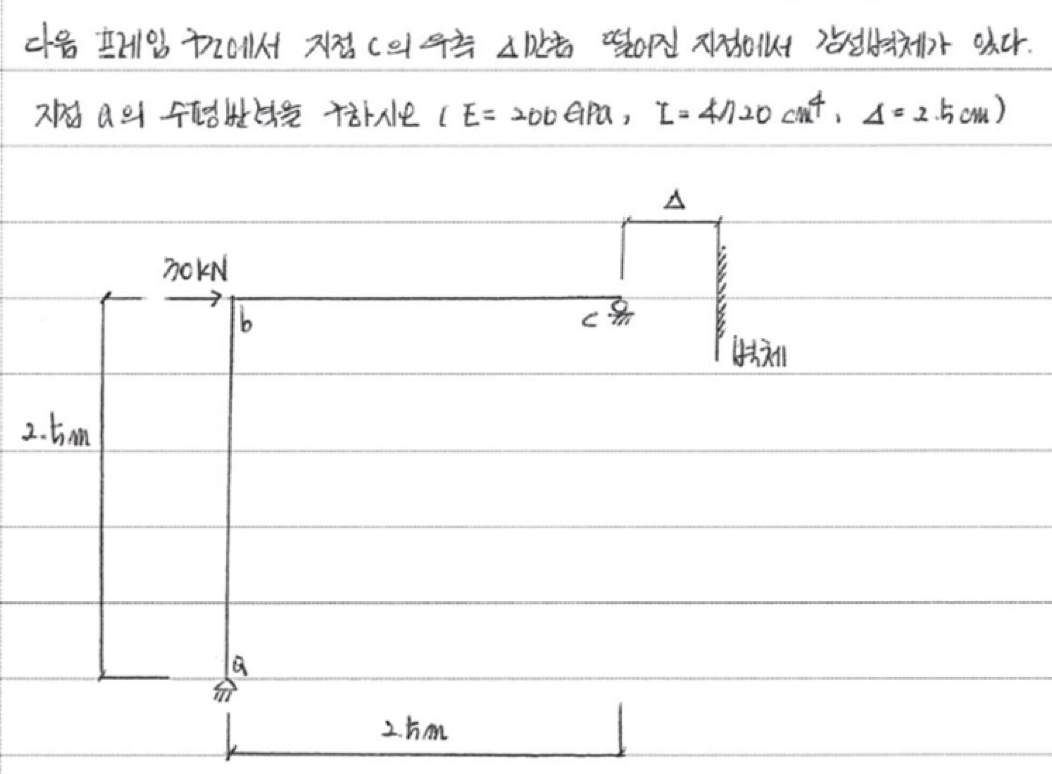 다음 프레임 구조에서 지점 c의 우측 Δ만큼 떨어진 지점에서 강성벽체가 있다.
지점 a의 수평반력을 구하시오 ( E = 200 GPa, I = 4720 cm⁴, Δ = 2.5 cm )
Δ
30kN
b
c
벽체
2.5m
a
2.5m